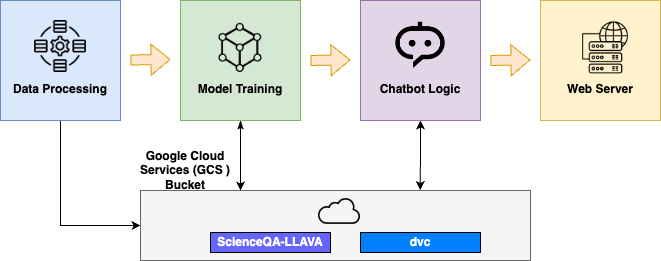 Data Processing
Model Training
Chatbot Logic
Web Server
Google Cloud
Services (GCS )
Bucket
ScienceQA-LLAVA
dvc